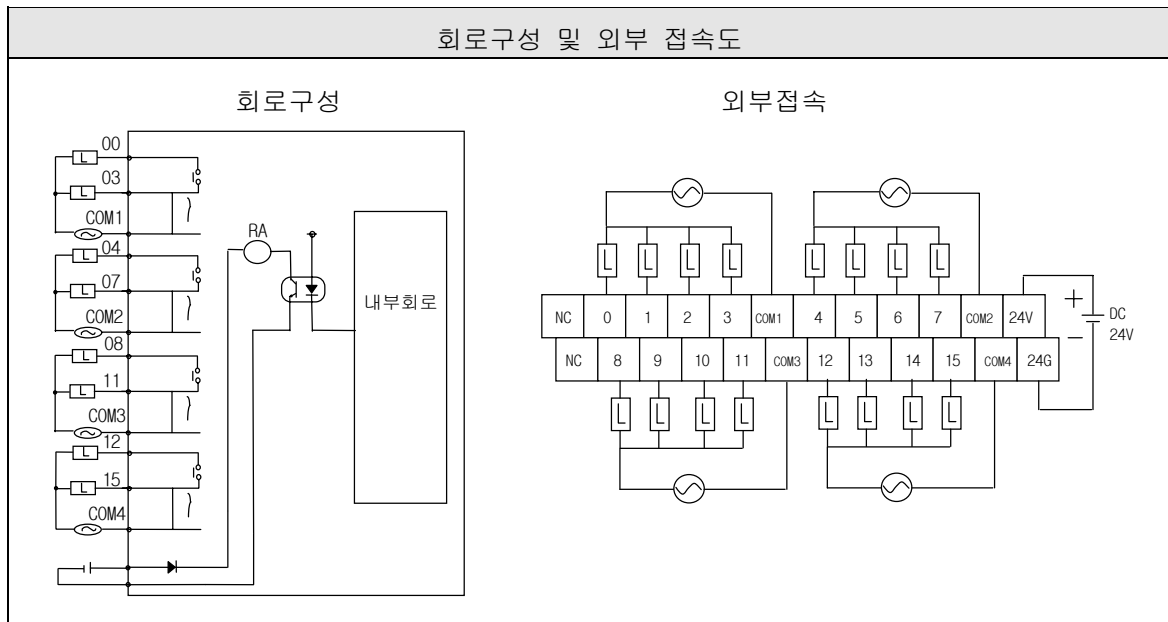 회로구성 및 외부 접속도
회로구성
외부접속
00
L
03
L
COM1
04
L
07
L
COM2
08
L
11
L
COM3
12
L
15
L
COM4
RA
내부회로
L L L L L L L L
NC 0 1 2 3 COM1 4 5 6 7 COM2 24V
NC 8 9 10 11 COM3 12 13 14 15 COM4 24G
L L L L L L L L
+
−
DC
24V